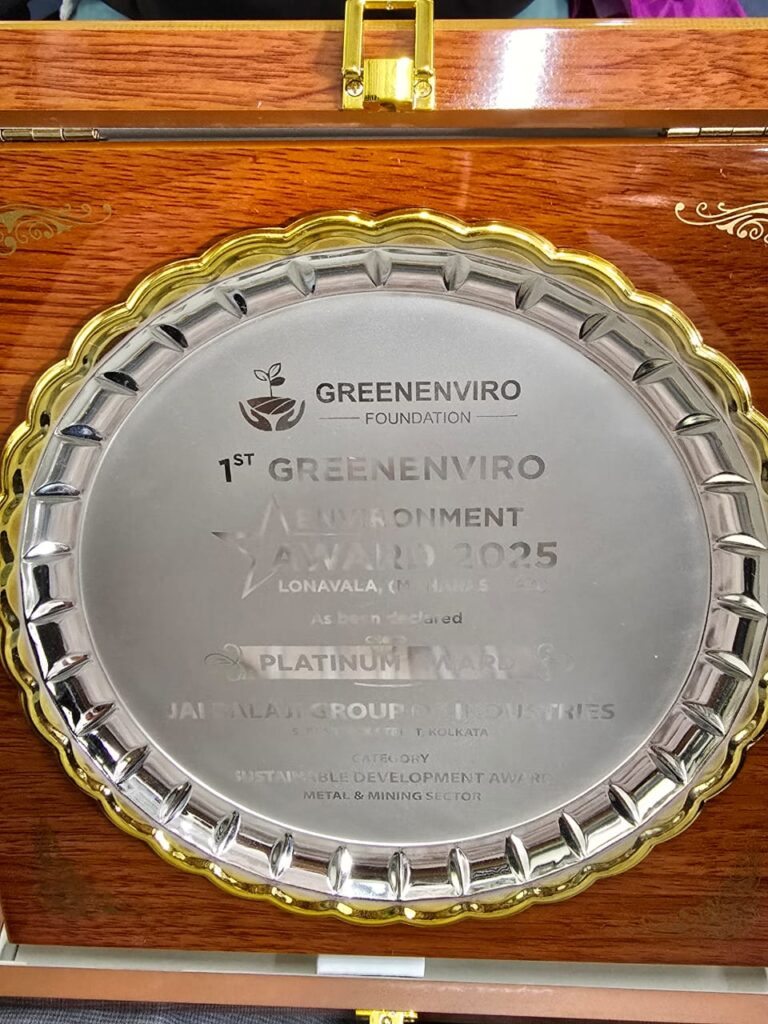 GREENENVIRO
FOUNDATION
1ST GREENENVIRO
ENVIRONMENT
AWARD 2025
LONAVALA,
As been declared
PLATINUM AWARD
JAI BALAJI GROUP OF INDUSTRIES
KOLKATA
CATEGORY
SUSTAINABLE DEVELOPMENT AWARD
METAL & MINING SECTOR